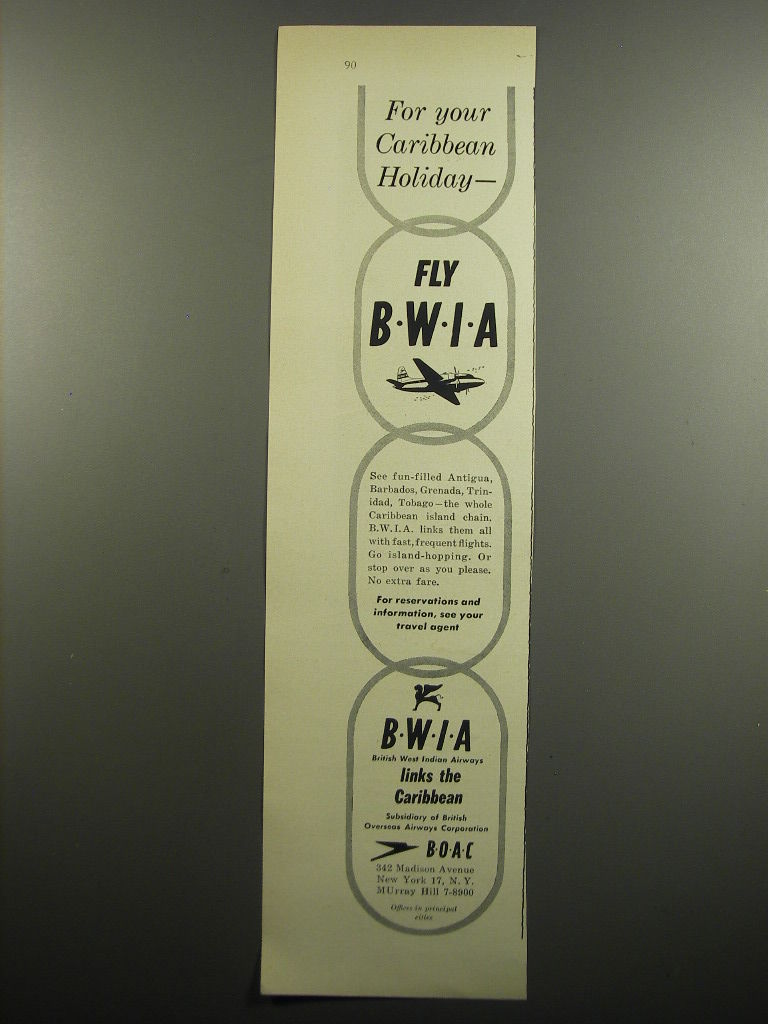 90
For your
Caribbean
Holiday—
FLY
B·W·I·A
See fun-filled Antigua,
Barbados, Grenada, Trin-
idad, Tobago—the whole
Caribbean island chain.
B.W.I.A. links them all
with fast, frequent flights.
Go island-hopping. Or
stop over as you please.
No extra fare.
For reservations and
information, see your
travel agent
B·W·I·A
British West Indian Airways
links the
Caribbean
Subsidiary of British
Overseas Airways Corporation
B·O·A·C
342 Madison Avenue
New York 17, N. Y.
MUrray Hill 7-8900
Offices in principal
cities